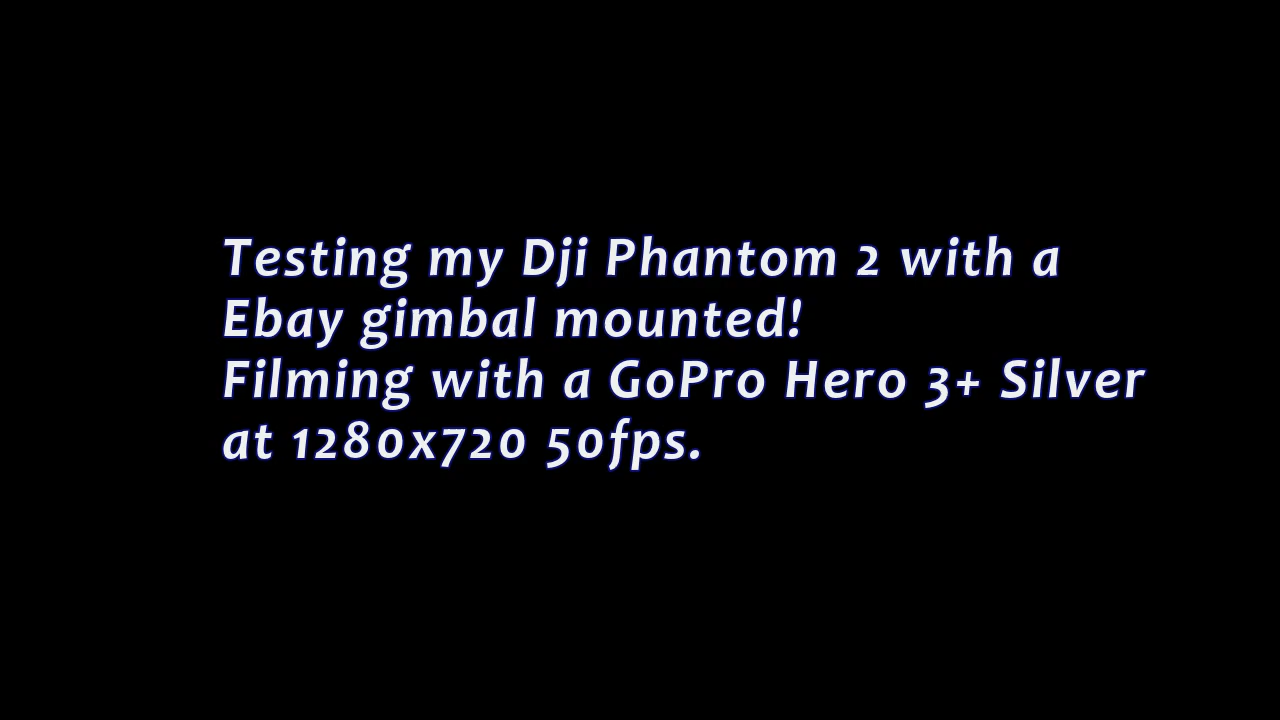 Testing my Dji Phantom 2 with a
Ebay gimbal mounted!
Filming with a GoPro Hero 3+ Silver
at 1280x720 50fps.